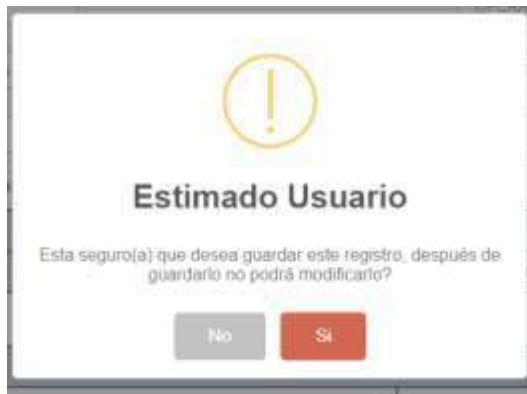 Estimado Usuario
Esta seguro(a) que desea guardar este registro, después de
guardarlo no podrá modificarlo?
No
Si